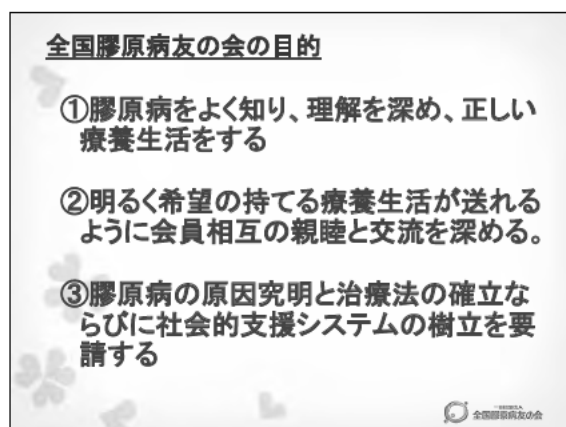 全国膠原病友の会の目的
①膠原病をよく知り、理解を深め、正しい
療養生活をする
②明るく希望の持てる療養生活が送れる
ように会員相互の親睦と交流を深める。
③膠原病の原因究明と治療法の確立な
らびに社会的支援システムの樹立を要
請する
全国膠原病友の会